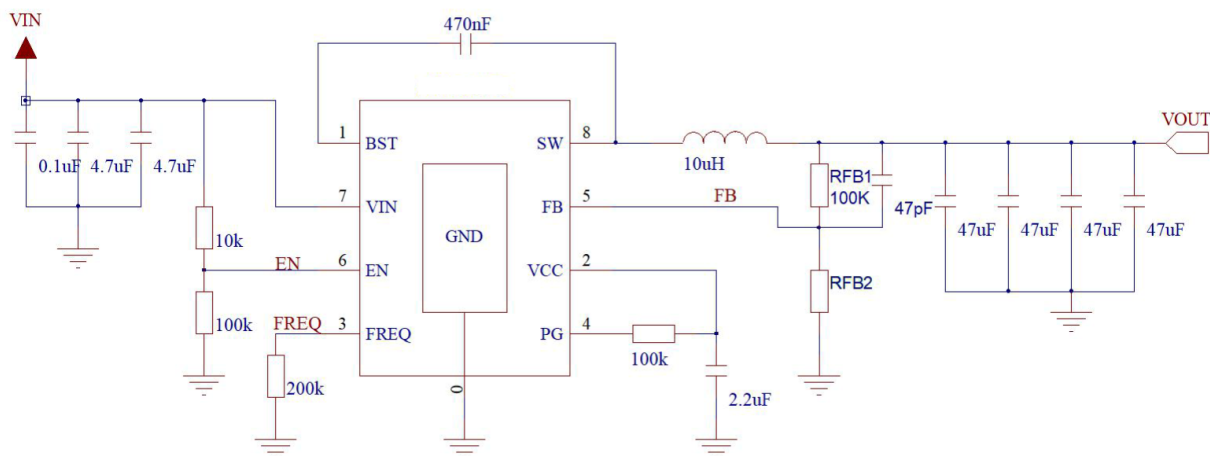 VIN
470nF
0.1uF 4.7uF 4.7uF
1 BST
SW 8
10uH
VOUT
7 VIN
FB 5
FB
RFB1
100K
47pF
47uF 47uF 47uF 47uF
GND
10k
EN
6 EN
VCC 2
RFB2
100k
FREQ
3 FREQ
PG 4
100k
200k
0
2.2uF